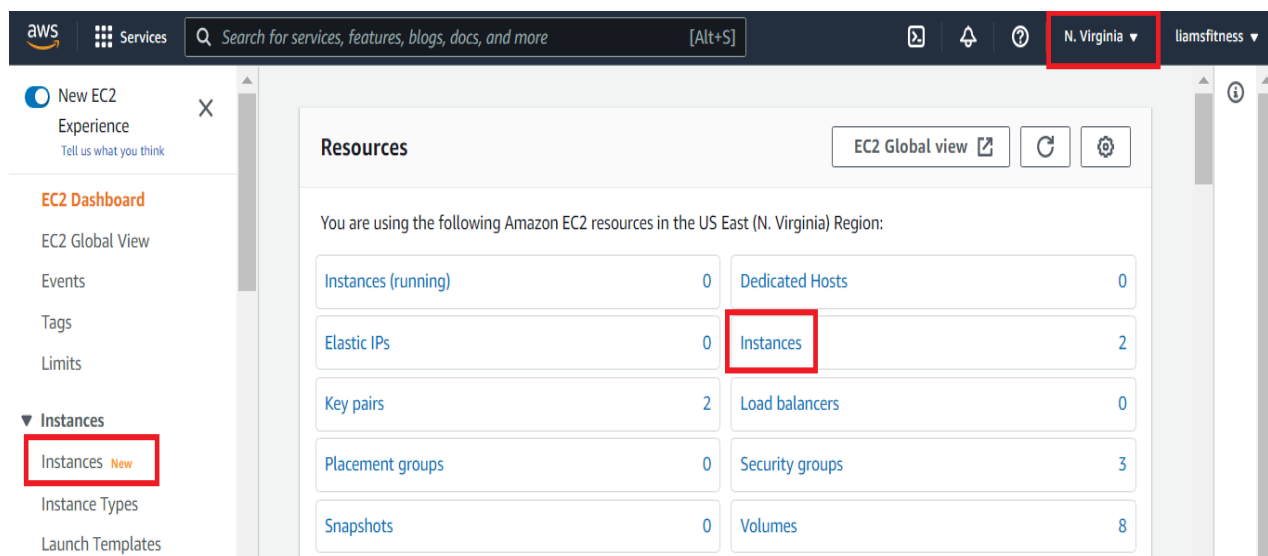 aws Services Search for services, features, blogs, docs, and more [Alt+S] N. Virginia ▼ liamsfitness ▼
New EC2
Experience
Tell us what you think
EC2 Dashboard
EC2 Global View
Events
Tags
Limits
▼ Instances
Instances New
Instance Types
Launch Templates
Resources
EC2 Global view
You are using the following Amazon EC2 resources in the US East (N. Virginia) Region:
Instances (running) 0 Dedicated Hosts 0
Elastic IPs 0 Instances 2
Key pairs 2 Load balancers 0
Placement groups 0 Security groups 3
Snapshots 0 Volumes 8